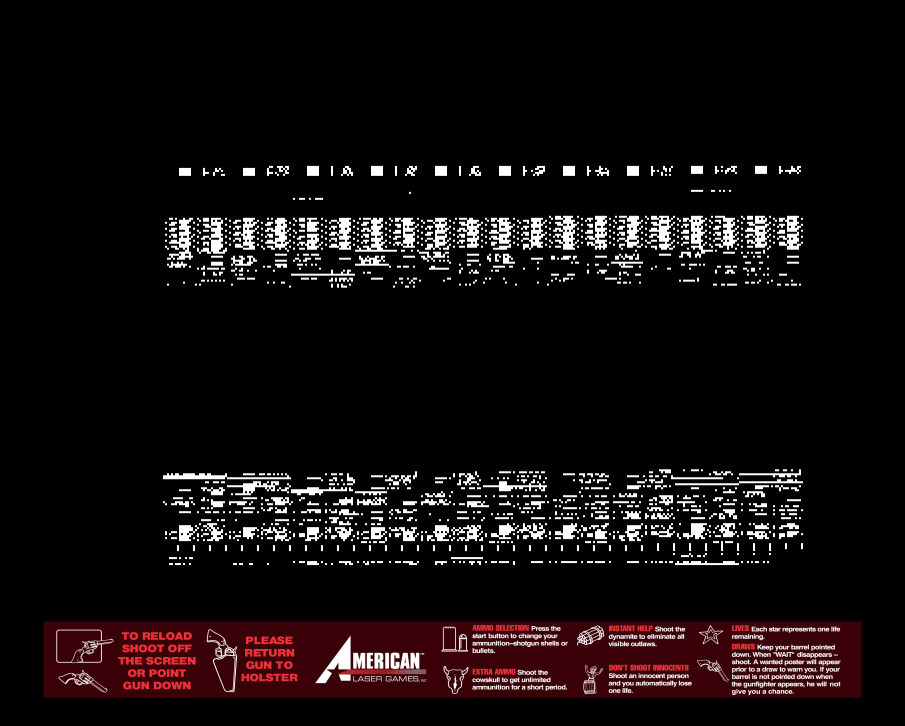 TO RELOAD
SHOOT OFF
THE SCREEN
OR POINT
GUN DOWN
PLEASE
RETURN
GUN TO
HOLSTER
AMERICAN™
LASER GAMES, INC
AMMO SELECTION Press the
start button to change your
ammunition–shotgun shells or
bullets.
EXTRA AMMO Shoot the
cowskull to get unlimited
ammunition for a short period.
INSTANT HELP Shoot the
dynamite to eliminate all
visible outlaws.
DON'T SHOOT INNOCENTS
Shoot an innocent person
and you automatically lose
one life.
LIVES Each star represents one life
remaining.
DRAWS Keep your barrel pointed
down. When "WAIT" disappears –
shoot. A wanted poster will appear
prior to a draw to warn you. If your
barrel is not pointed down when
the gunfighter appears, he will not
give you a chance.